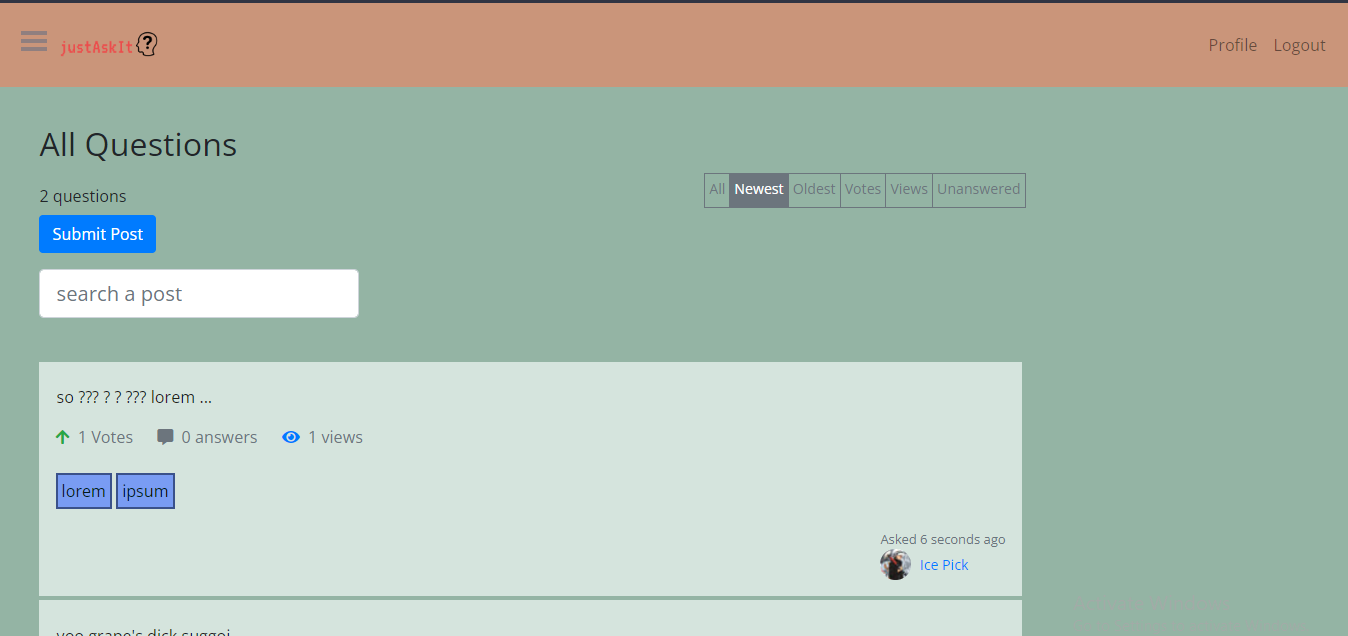 justAskIt
Profile Logout
All Questions
2 questions
All Newest Oldest Votes Views Unanswered
Submit Post
search a post
so ??? ? ? ??? lorem ...
1 Votes 0 answers 1 views
lorem ipsum
Asked 6 seconds ago
Ice Pick
yoo grape's dick suggoi